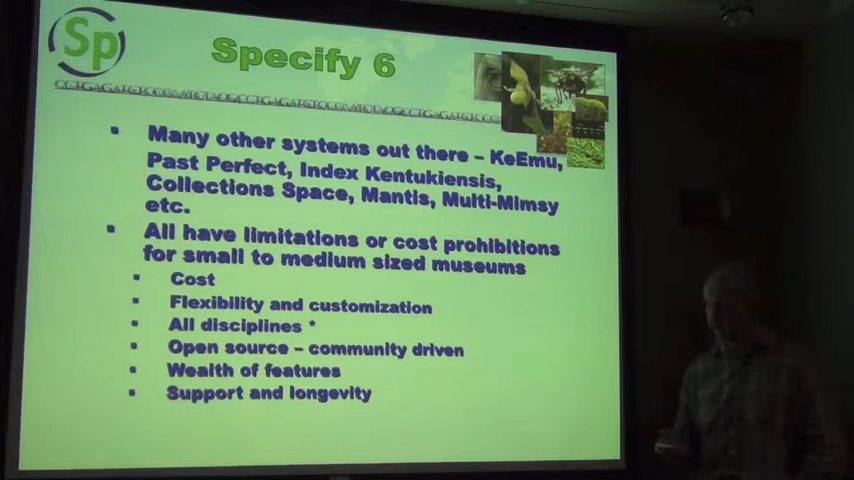 Sp
Specify 6
Many other systems out there – KeEmu,
Past Perfect, Index Kentukiensis,
Collections Space, Mantis, Multi-Mimsy
etc.
All have limitations or cost prohibitions
for small to medium sized museums
Cost
Flexibility and customization
All disciplines *
Open source – community driven
Wealth of features
Support and longevity